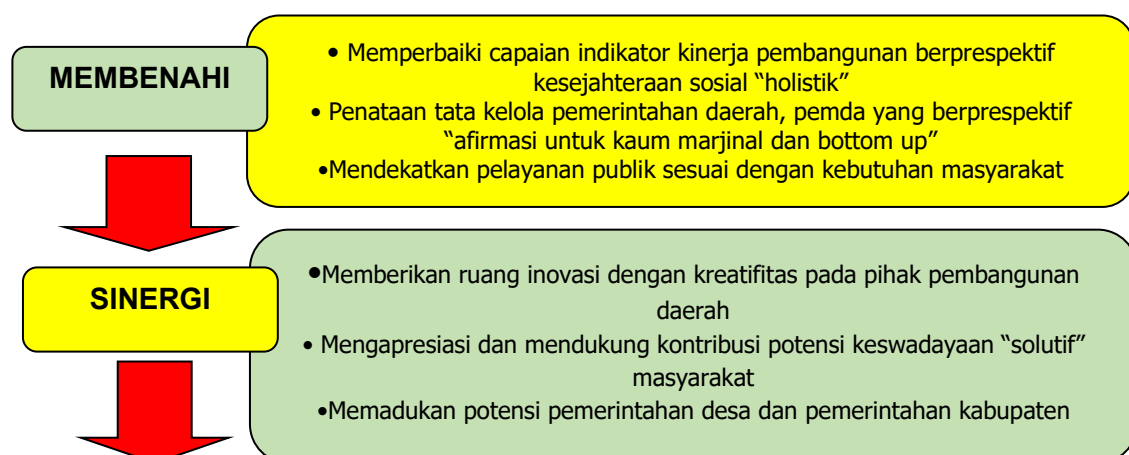 MEMBENAHI
• Memperbaiki capaian indikator kinerja pembangunan berprespektif
kesejahteraan sosial “holistik”
• Penataan tata kelola pemerintahan daerah, pemda yang berprespektif
“afirmasi untuk kaum marjinal dan bottom up”
•Mendekatkan pelayanan publik sesuai dengan kebutuhan masyarakat
SINERGI
•Memberikan ruang inovasi dengan kreatifitas pada pihak pembangunan
daerah
• Mengapresiasi dan mendukung kontribusi potensi keswadayaan “solutif”
masyarakat
•Memadukan potensi pemerintahan desa dan pemerintahan kabupaten